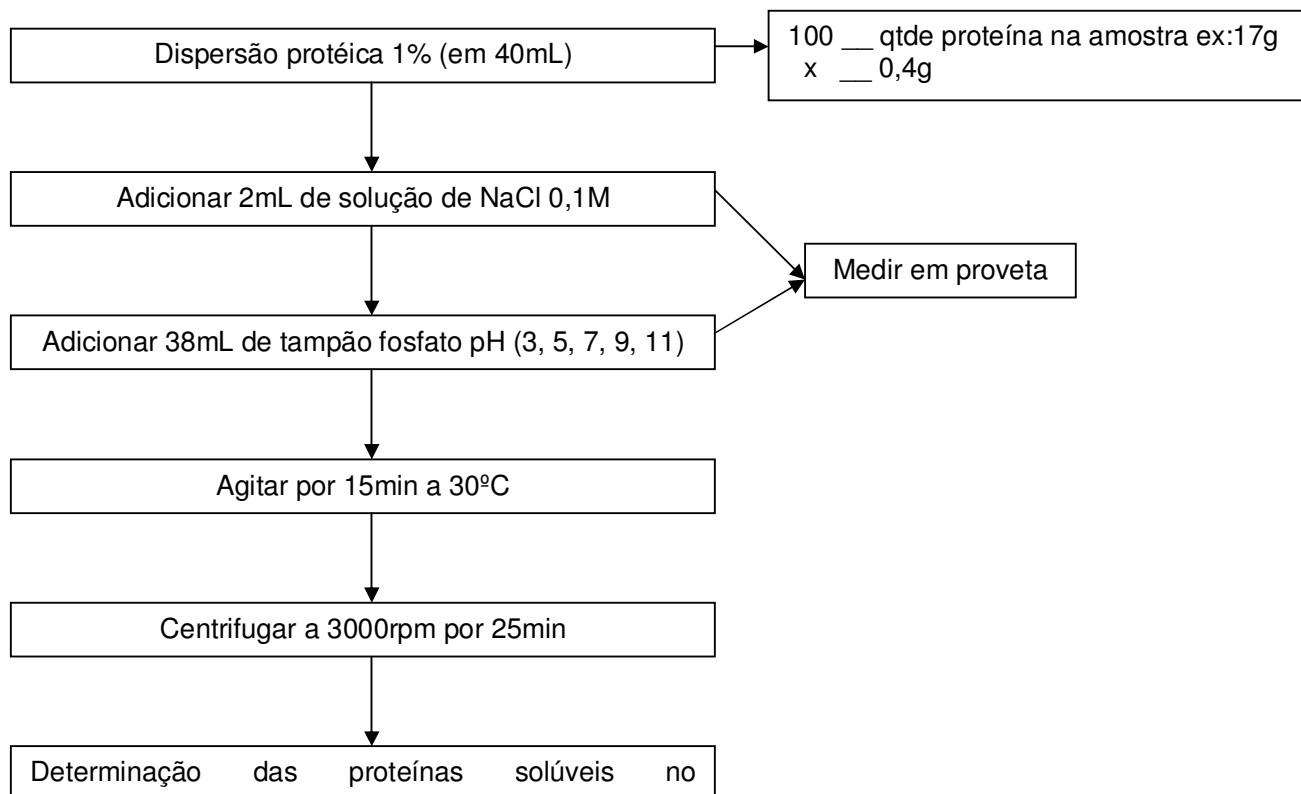 Dispersão protéica 1% (em 40mL)
100 __ qtde proteína na amostra ex:17g
x __ 0,4g
Adicionar 2mL de solução de NaCl 0,1M
Medir em proveta
Adicionar 38mL de tampão fosfato pH (3, 5, 7, 9, 11)
Agitar por 15min a 30ºC
Centrifugar a 3000rpm por 25min
Determinação das proteínas solúveis no